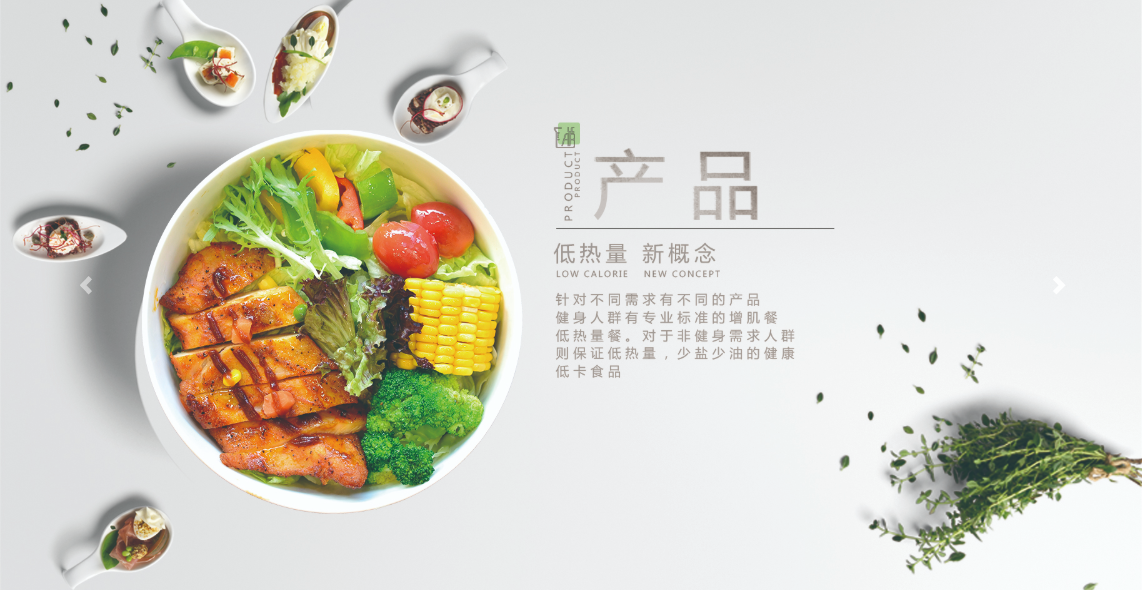 PRODUCT
PRODUCT
产品
低热量 新概念
LOW CALORIE NEW CONCEPT
针对不同需求有不同的产品
健身人群有专业标准的增肌餐
低热量餐。对于非健身需求人群
则保证低热量，少盐少油的健康
低卡食品